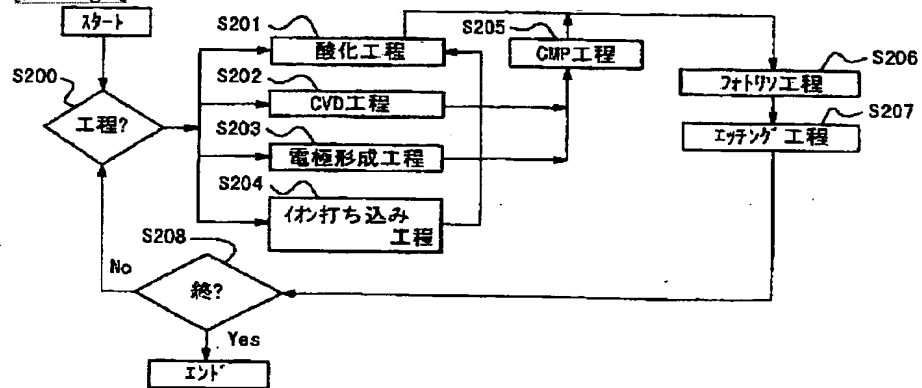 スタート
S200
工程?
S201
酸化工程
S202
CVD工程
S203
電極形成工程
S204
イオン打ち込み
工程
S205
CMP工程
S206
フォトリソ工程
S207
エッチング工程
S208
終?
No
Yes
エンド